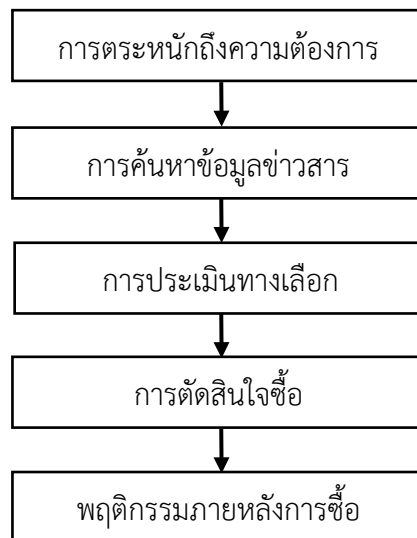 การตระหนักถึงความต้องการ
การค้นหาข้อมูลข่าวสาร
การประเมินทางเลือก
การตัดสินใจซื้อ
พฤติกรรมภายหลังการซื้อ